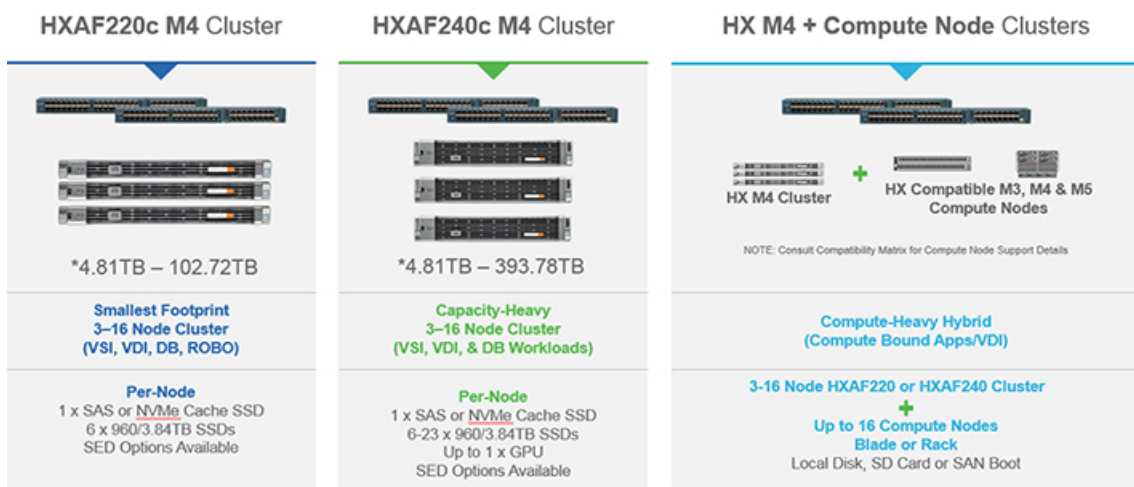 HXAF220c M4 Cluster
*4.81TB – 102.72TB
Smallest Footprint
3–16 Node Cluster
(VSI, VDI, DB, ROBO)
Per-Node
1 x SAS or NVMe Cache SSD
6 x 960/3.84TB SSDs
SED Options Available
HXAF240c M4 Cluster
*4.81TB – 393.78TB
Capacity-Heavy
3–16 Node Cluster
(VSI, VDI, & DB Workloads)
Per-Node
1 x SAS or NVMe Cache SSD
6-23 x 960/3.84TB SSDs
Up to 1 x GPU
SED Options Available
HX M4 + Compute Node Clusters
HX M4 Cluster
+
HX Compatible M3, M4 & M5
Compute Nodes
NOTE: Consult Compatibility Matrix for Compute Node Support Details
Compute-Heavy Hybrid
(Compute Bound Apps/VDI)
3-16 Node HXAF220 or HXAF240 Cluster
+
Up to 16 Compute Nodes
Blade or Rack
Local Disk, SD Card or SAN Boot